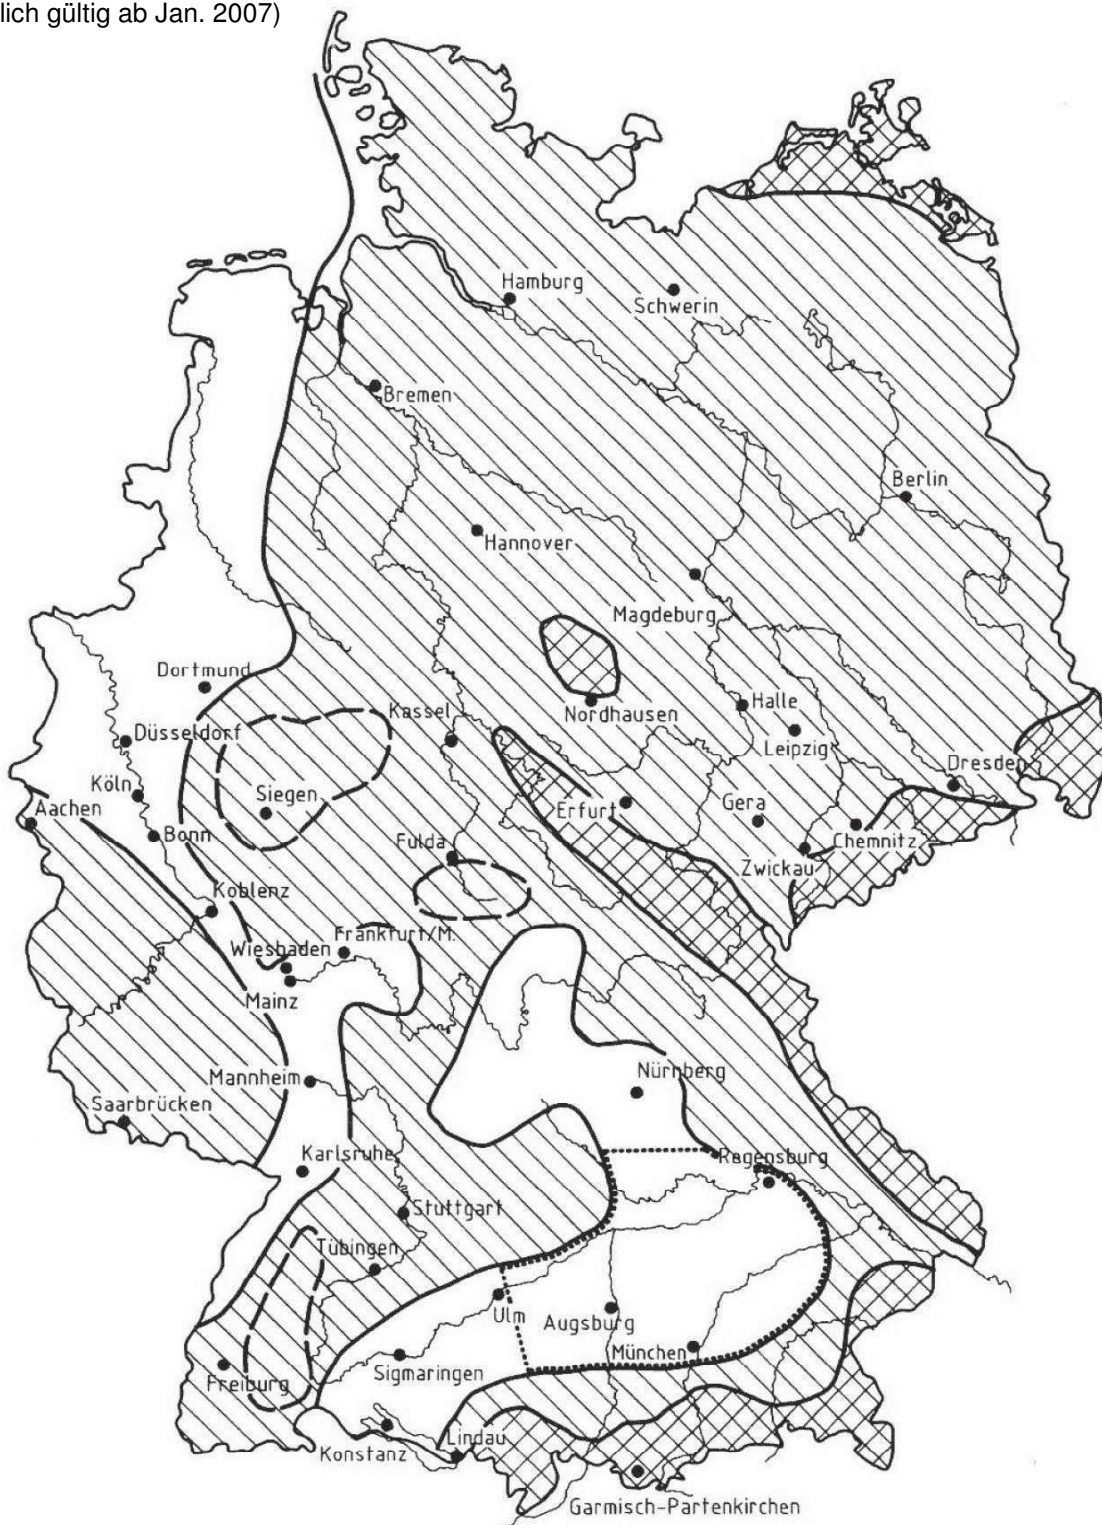 lich gültig ab Jan. 2007)
Hamburg
Schwerin
Bremen
Berlin
Hannover
Magdeburg
Dortmund
Nordhausen
Halle
Kassel
Düsseldorf
Leipzig
Dresden
Köln
Siegen
Aachen
Erfurt
Gera
Bonn
Fulda
Chemnitz
Zwickau
Koblenz
Frankfurt/M.
Wiesbaden
Mainz
Mannheim
Nürnberg
Saarbrücken
Karlsruhe
Regensburg
Stuttgart
Tübingen
Ulm
Augsburg
München
Sigmaringen
Freiburg
Lindau
Konstanz
Garmisch-Partenkirchen